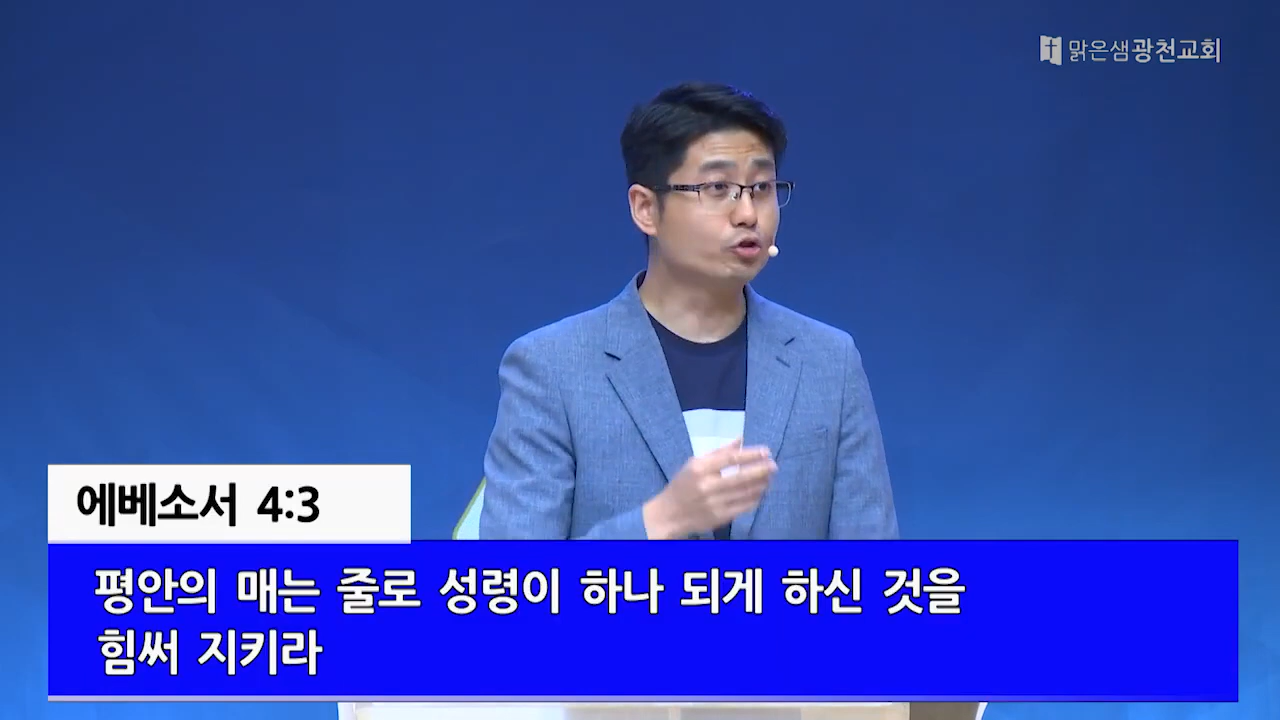 맑은샘광천교회
에베소서 4:3
평안의 매는 줄로 성령이 하나 되게 하신 것을
힘써 지키라